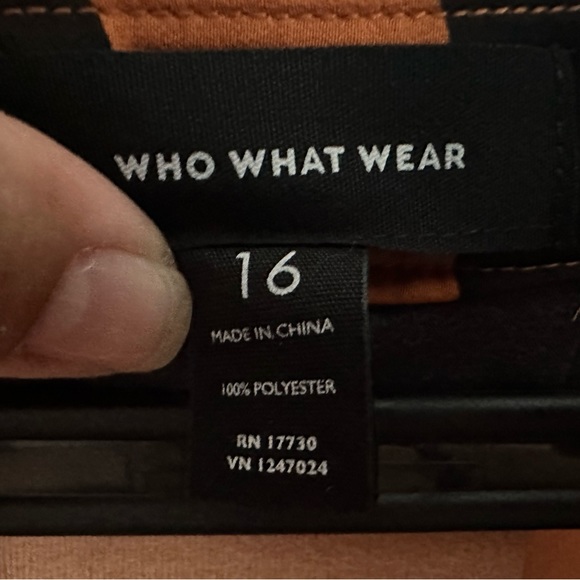 WHO WHAT WEAR
16
MADE IN CHINA
100% POLYESTER
RN 17730
VN 1247024